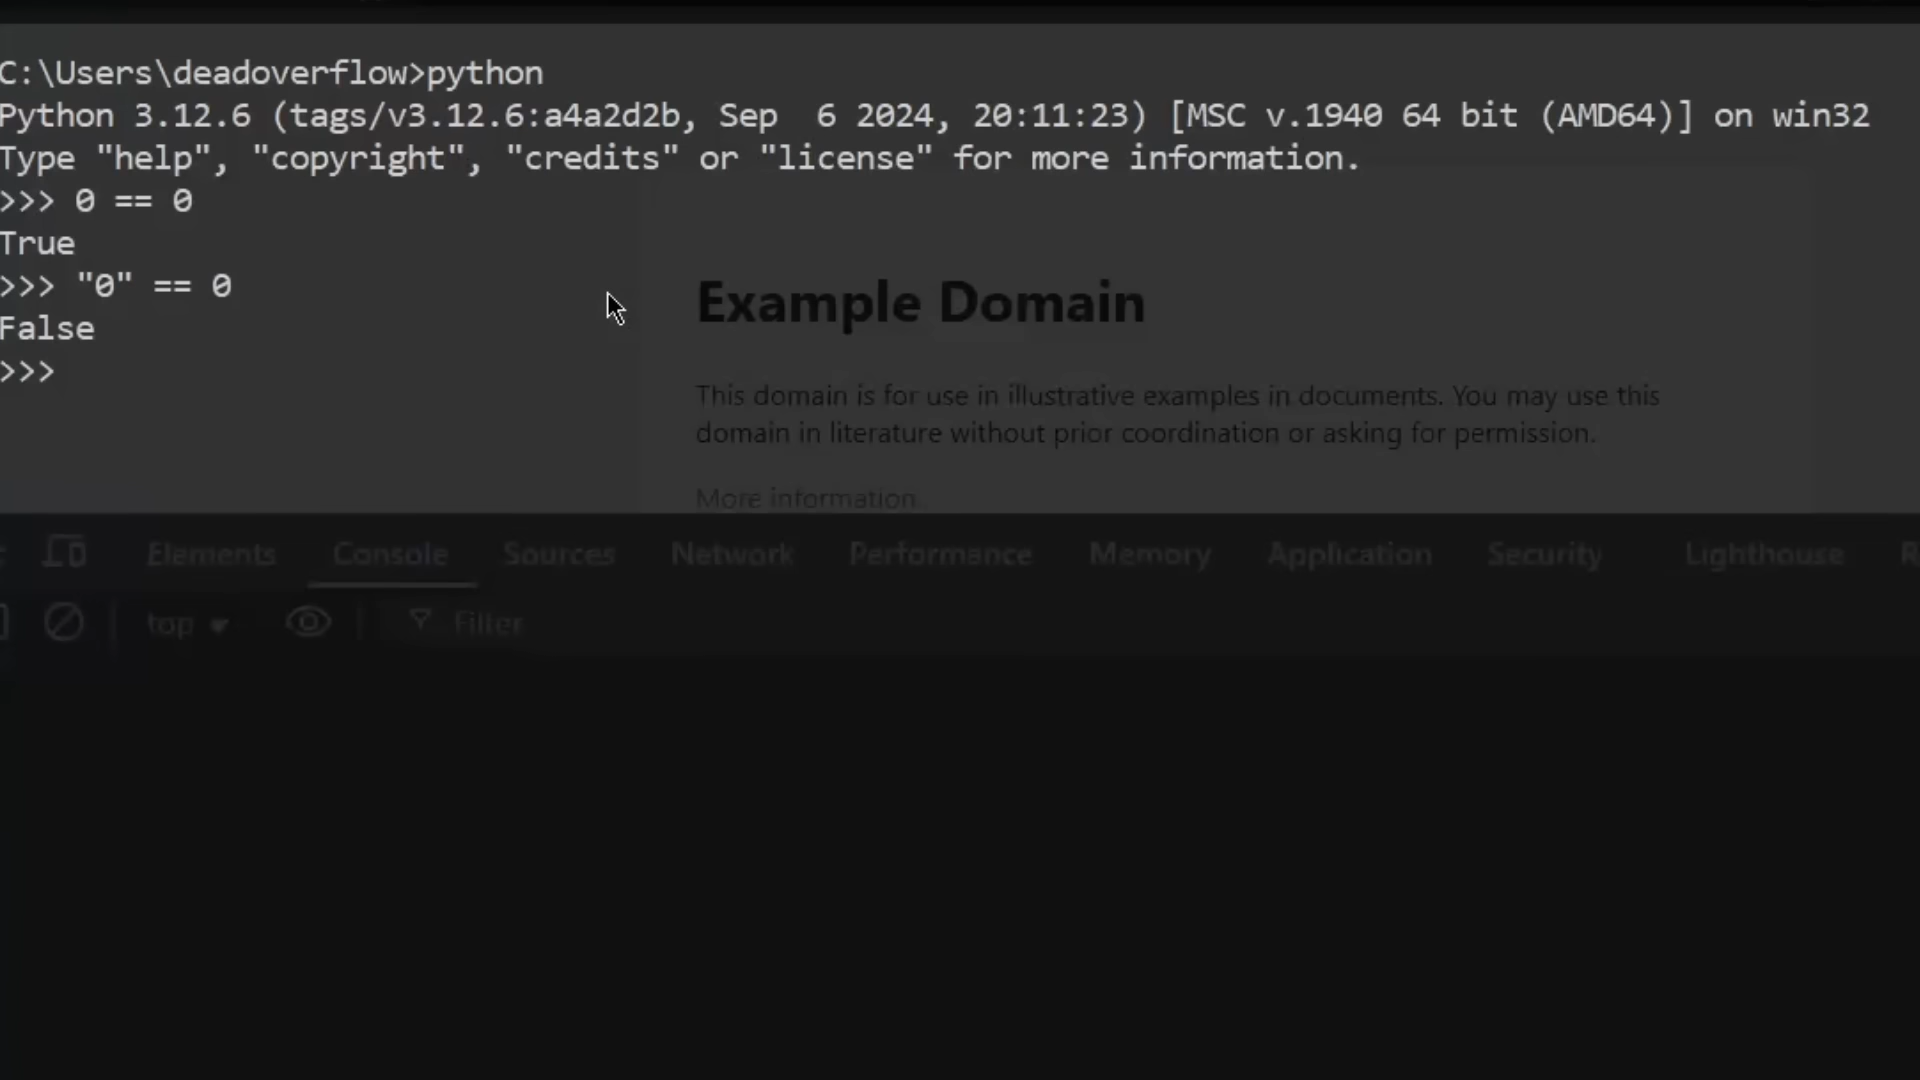 C:\Users\deadoverflow>python
Python 3.12.6 (tags/v3.12.6:a4a2d2b, Sep  6 2024, 20:11:23) [MSC v.1940 64 bit (AMD64)] on win32
Type "help", "copyright", "credits" or "license" for more information.
>>> 0 == 0
True
>>> "0" == 0
False
>>>
Example Domain
This domain is for use in illustrative examples in documents. You may use this
domain in literature without prior coordination or asking for permission.
More information
Elements Console Sources Network Performance Memory Application Security Lighthouse
top Filter